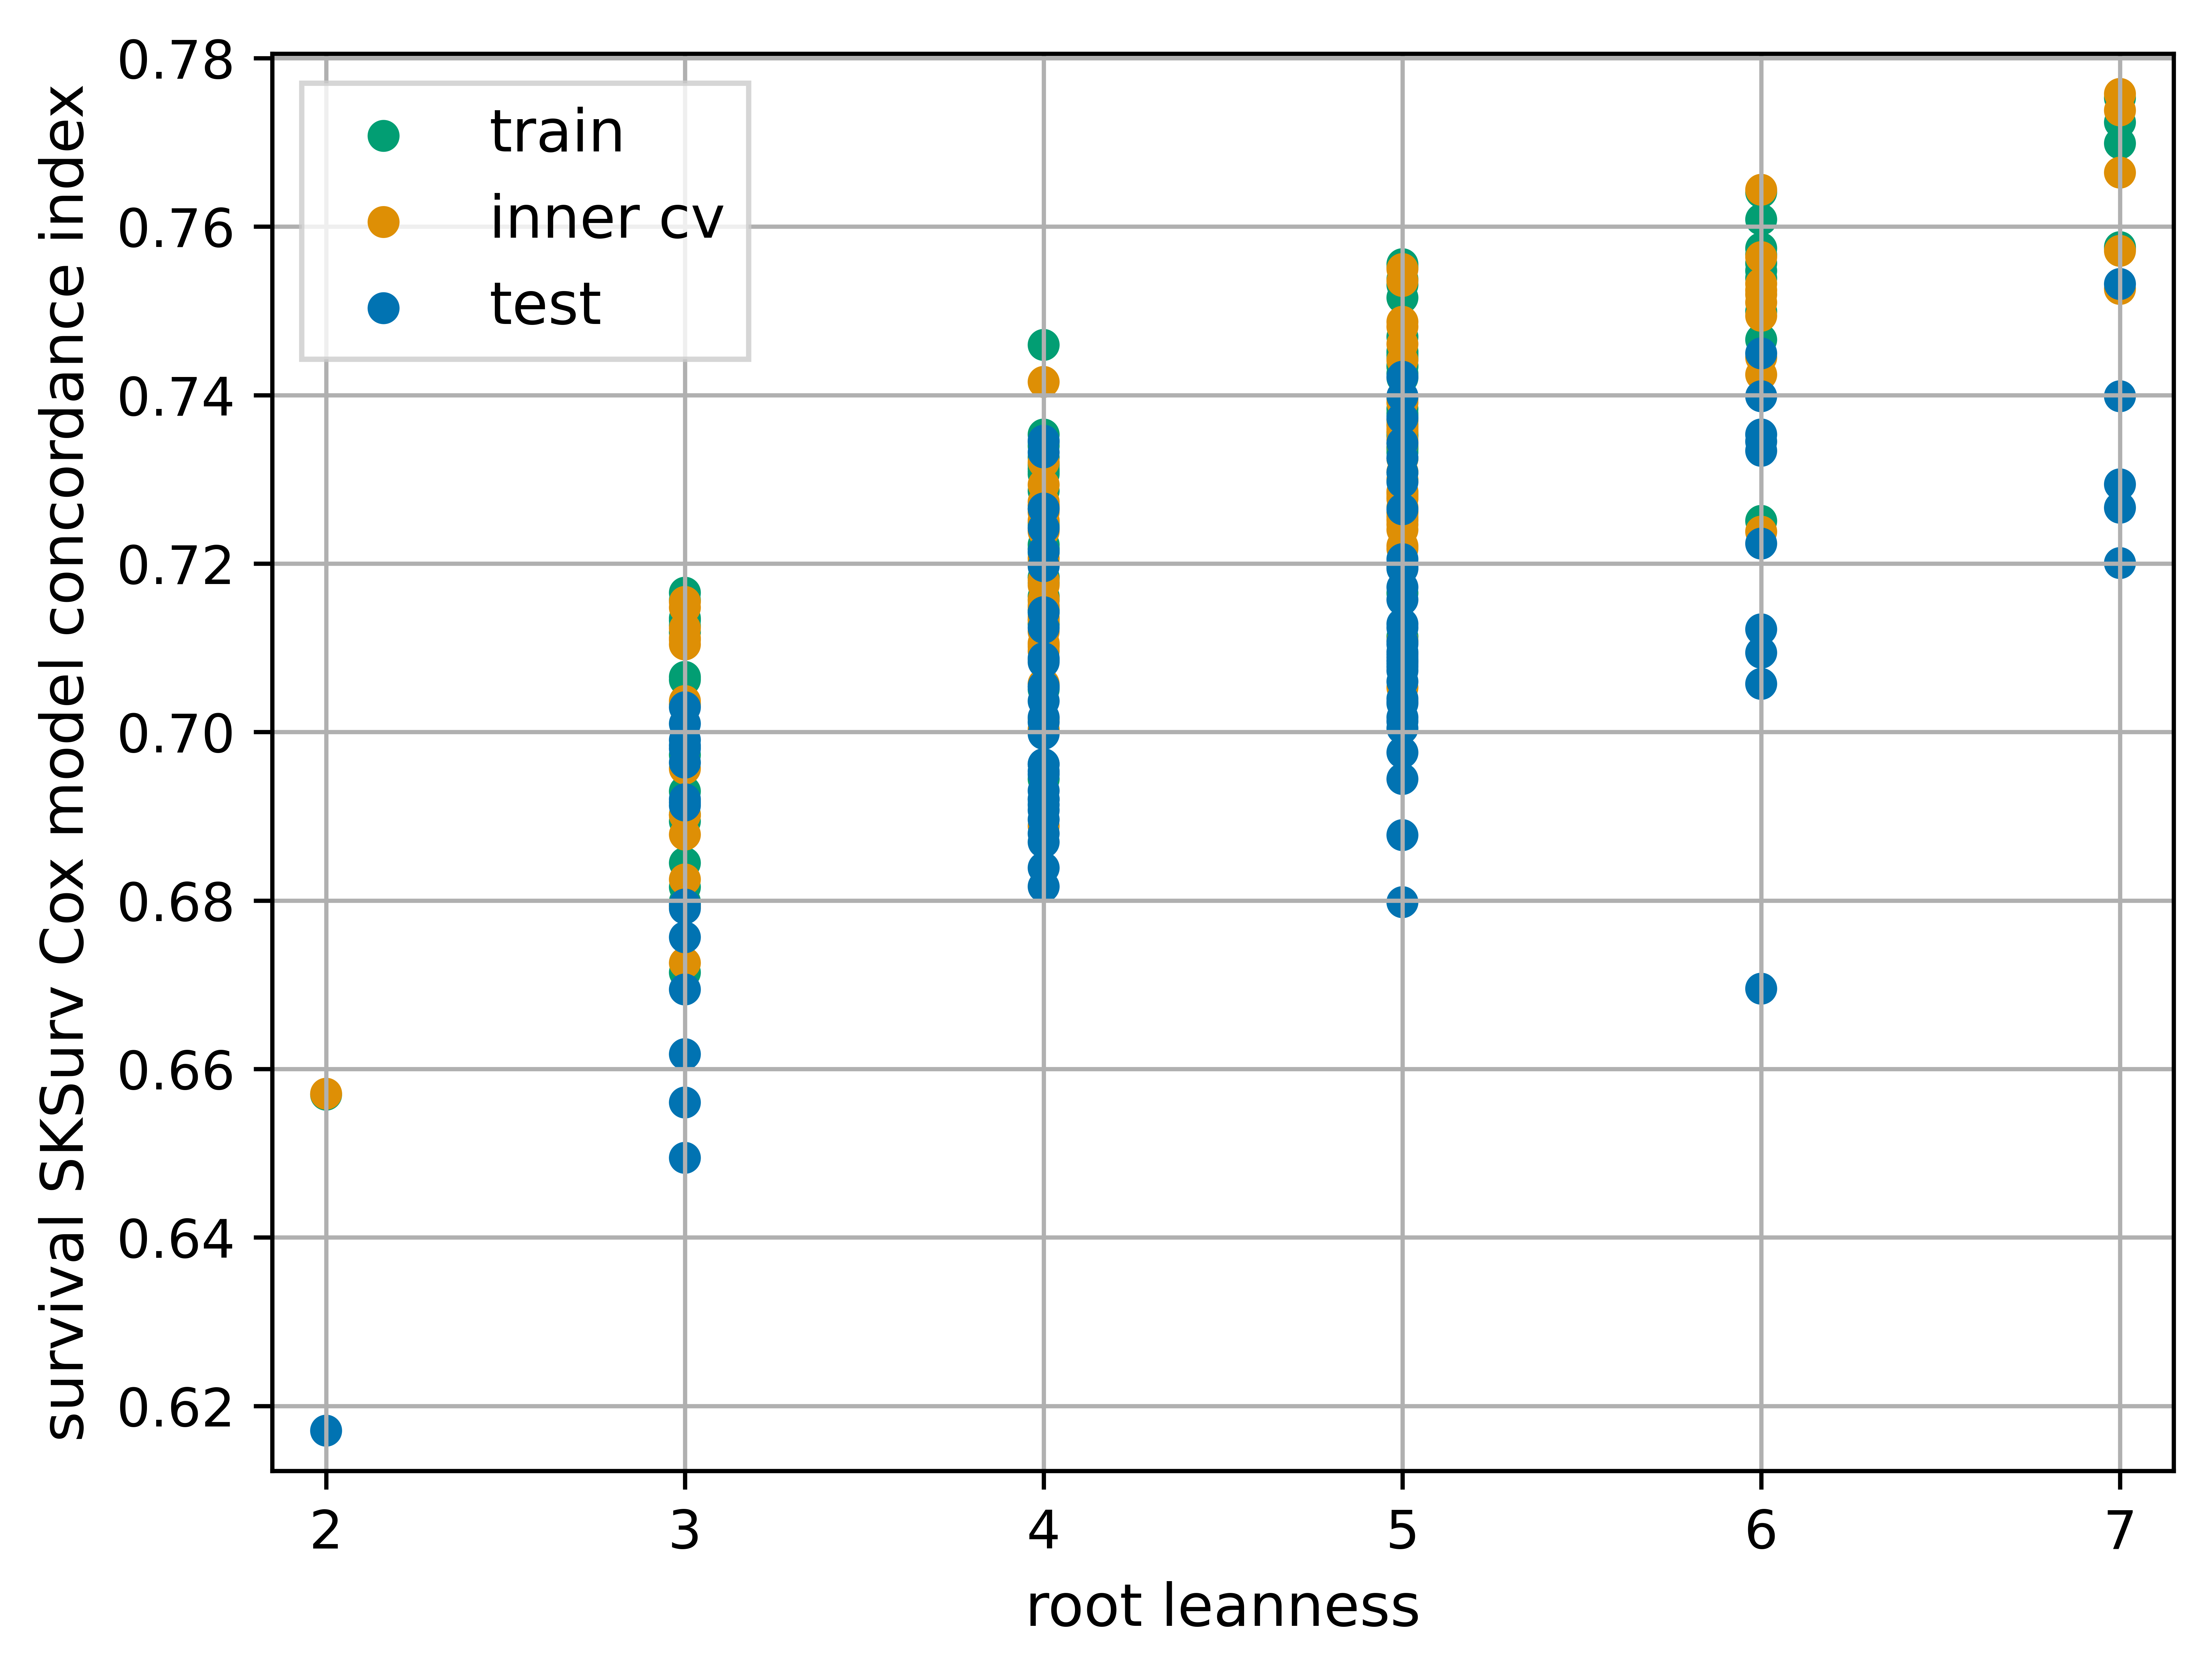 survival SKSurv Cox model concordance index
0.78
0.76
0.74
0.72
0.70
0.68
0.66
0.64
0.62
train
inner cv
test
2 3 4 5 6 7
root leanness